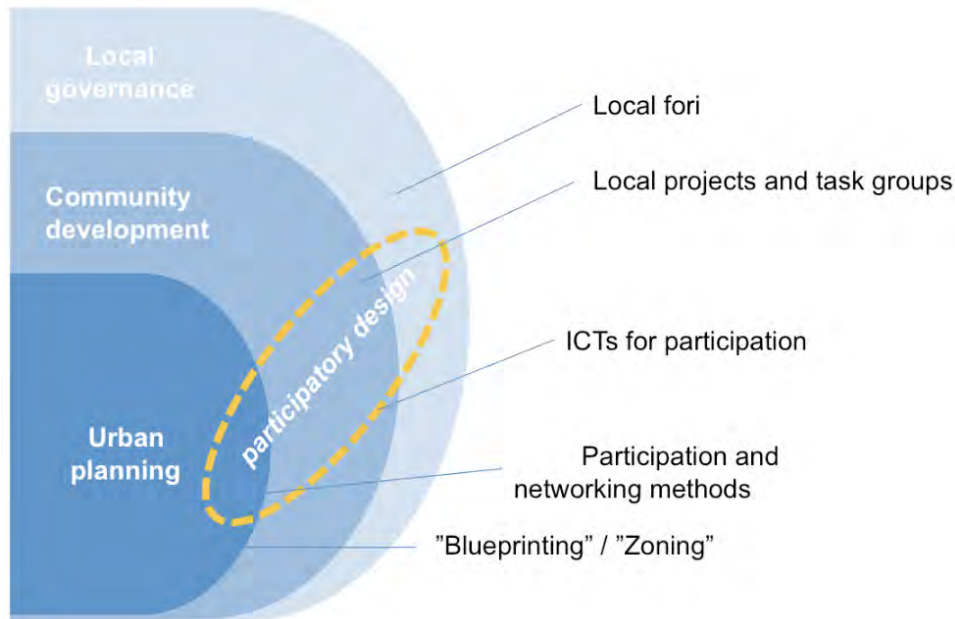 Local
governance
Local fori
Local projects and task groups
Community
development
participatory design
ICTs for participation
Urban
planning
Participation and
networking methods
”Blueprinting” / ”Zoning”